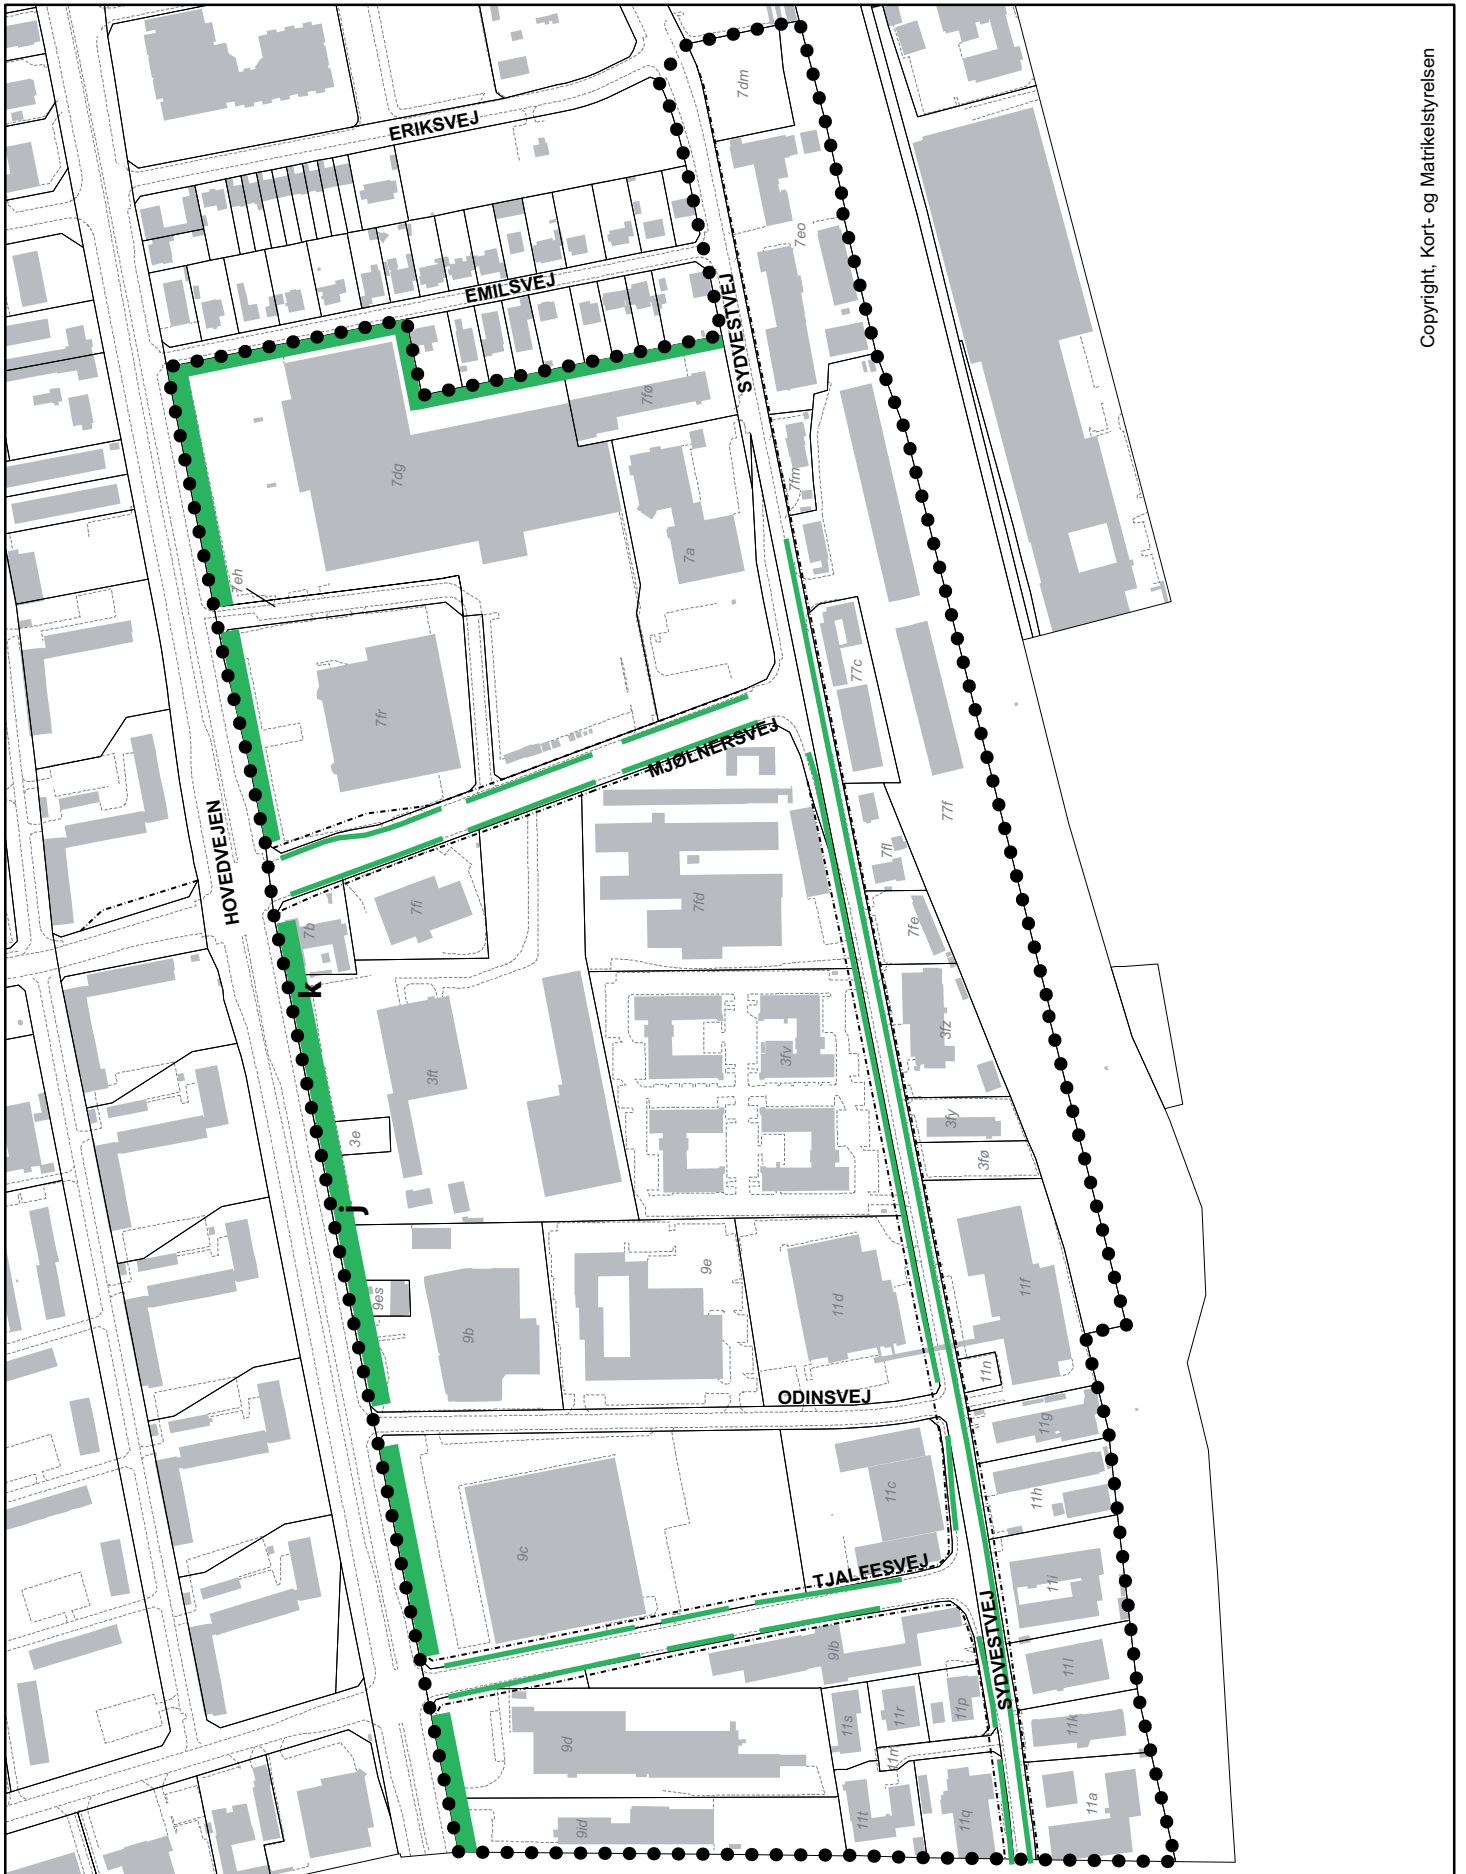 Copyright, Kort- og Matrikelstyrelsen
ERIKSVEJ
7dm
7eo
EMILSVEJ
SYDVESTVEJ
7fø
7dg
7fm
7a
7eh
77c
7fr
MJØLNERSVEJ
HOVEDVEJEN
77f
7fl
7fi
7fd
7b
7fe
k
3fz
3fv
3ft
3fy
3e
3fø
j
9e
11f
9es
11d
9b
11n
ODINSVEJ
11g
11c
11h
9c
TJALFESVEJ
11i
SYDVESTVEJ
9lb
11l
11p
11r
11s
11k
9d
11m
11a
11t
11q
9id